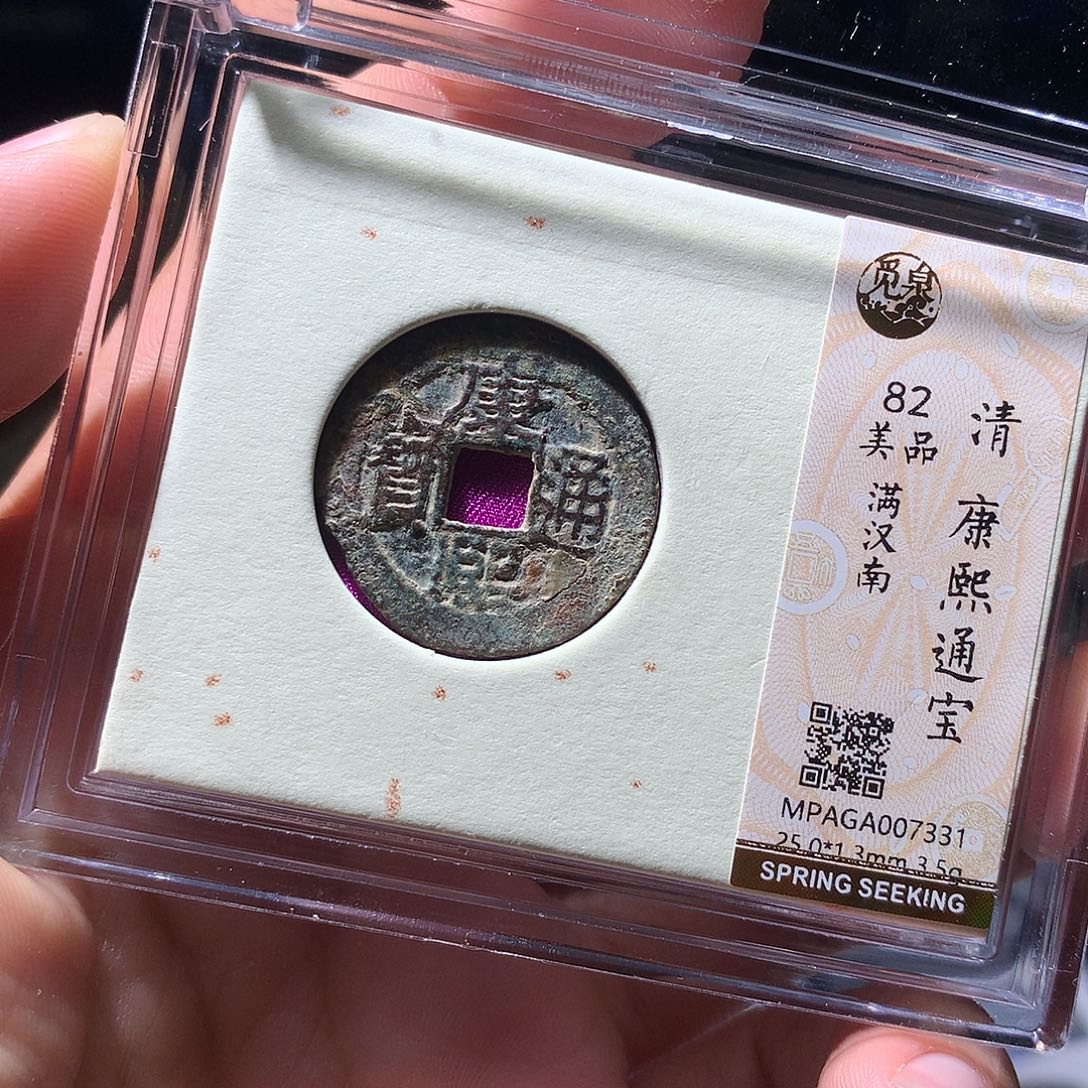 康熙通寳
觅泉
清 康熙通宝
82
美品
满汉南
MPAGA007331
25.0*1.3mm 3.5g
SPRING SEEKING